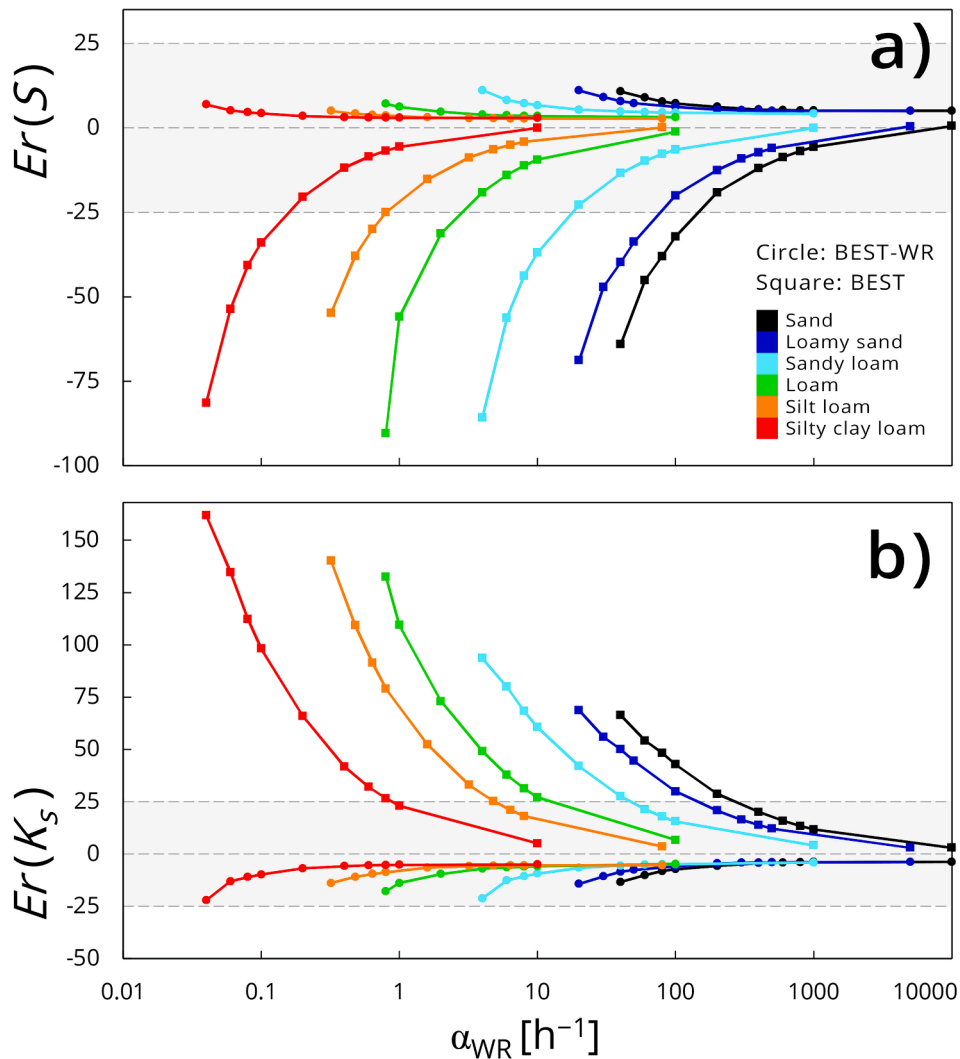 a)
Er(S)
25
0
-25
-50
-75
-100
Circle: BEST-WR
Square: BEST
Sand
Loamy sand
Sandy loam
Loam
Silt loam
Silty clay loam
b)
Er(Kₛ)
150
125
100
75
50
25
0
-25
-50
0.01 0.1 1 10 100 1000 10000
α_WR [h⁻¹]